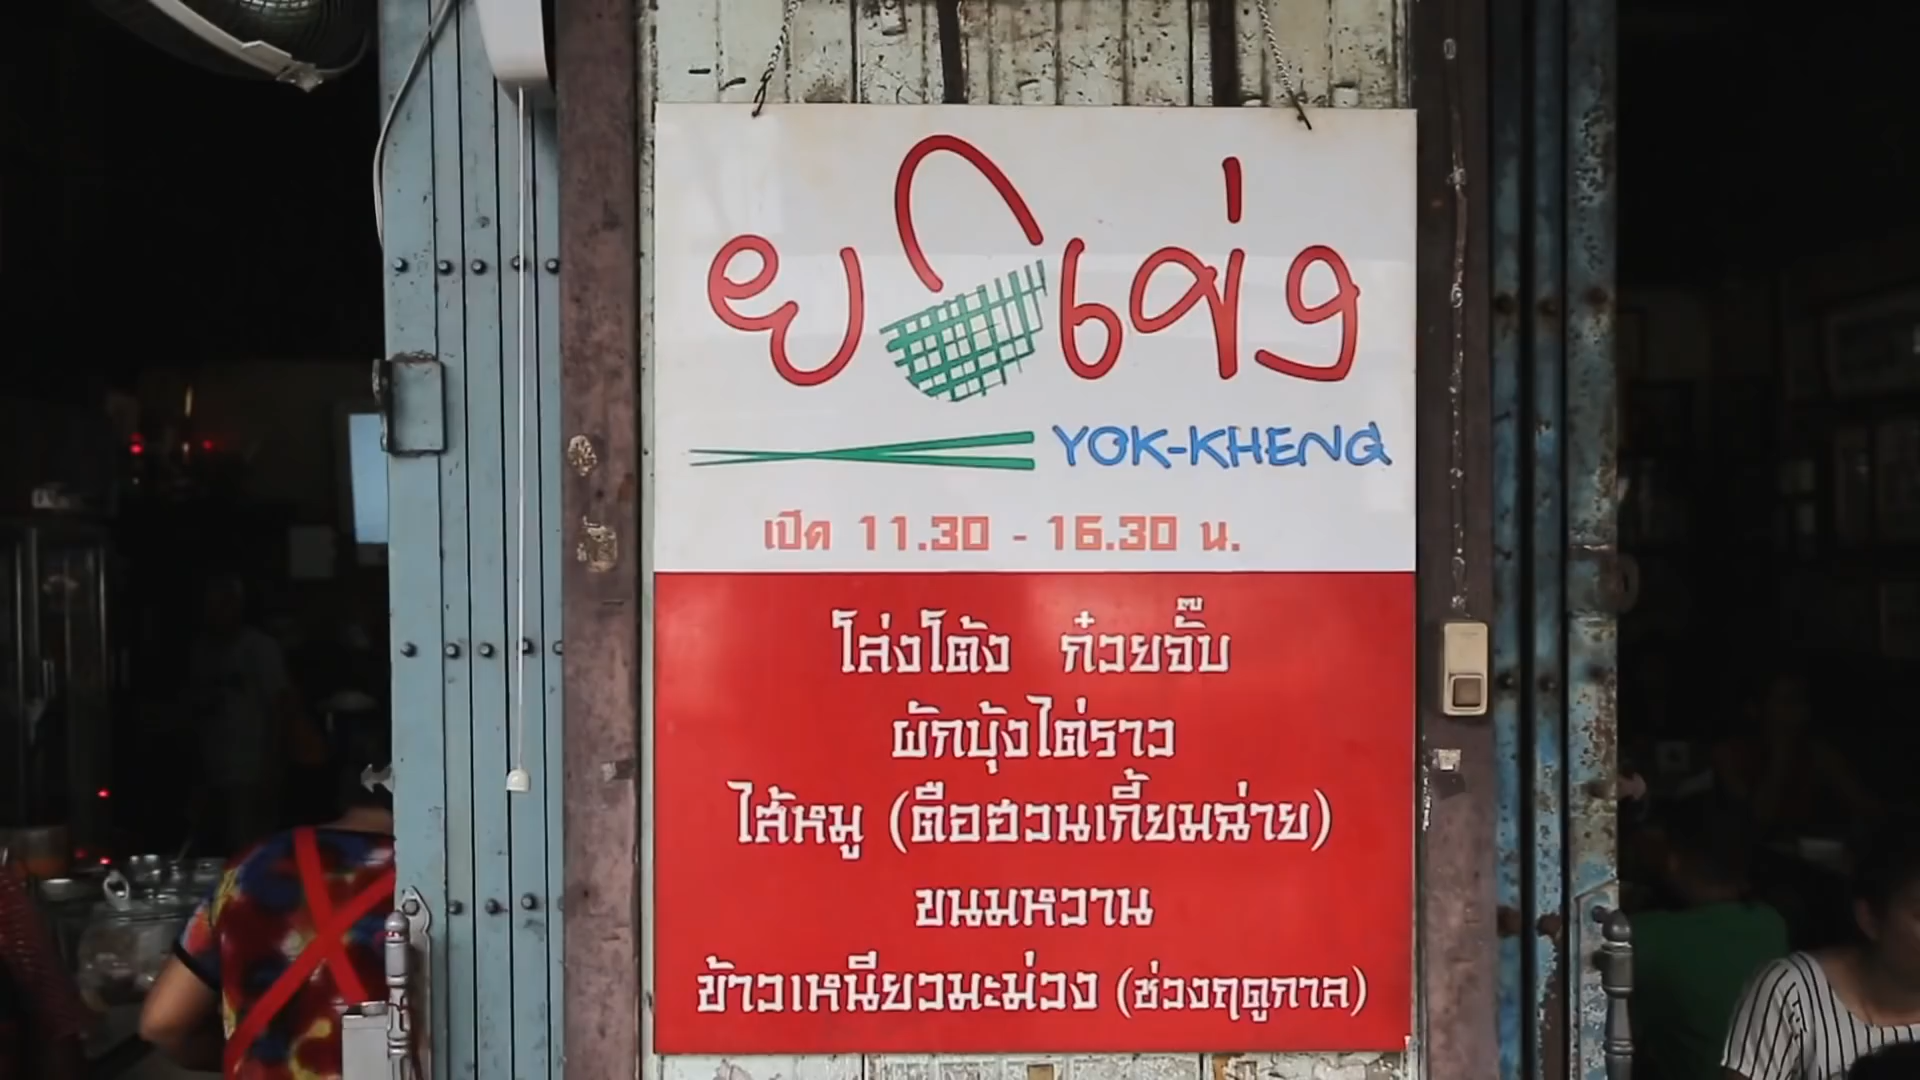 ยกเข่ง
YOK-KHENG
เปิด 11.30 - 16.30 น.
โล่งโต้ง ก๋วยจั๊บ
ผักบุ้งไต่ราว
ไส้หมู (ตือฮวนเกี้ยมฉ่าย)
ขนมหวาน
ข้าวเหนียวมะม่วง (ช่วงฤดูกาล)